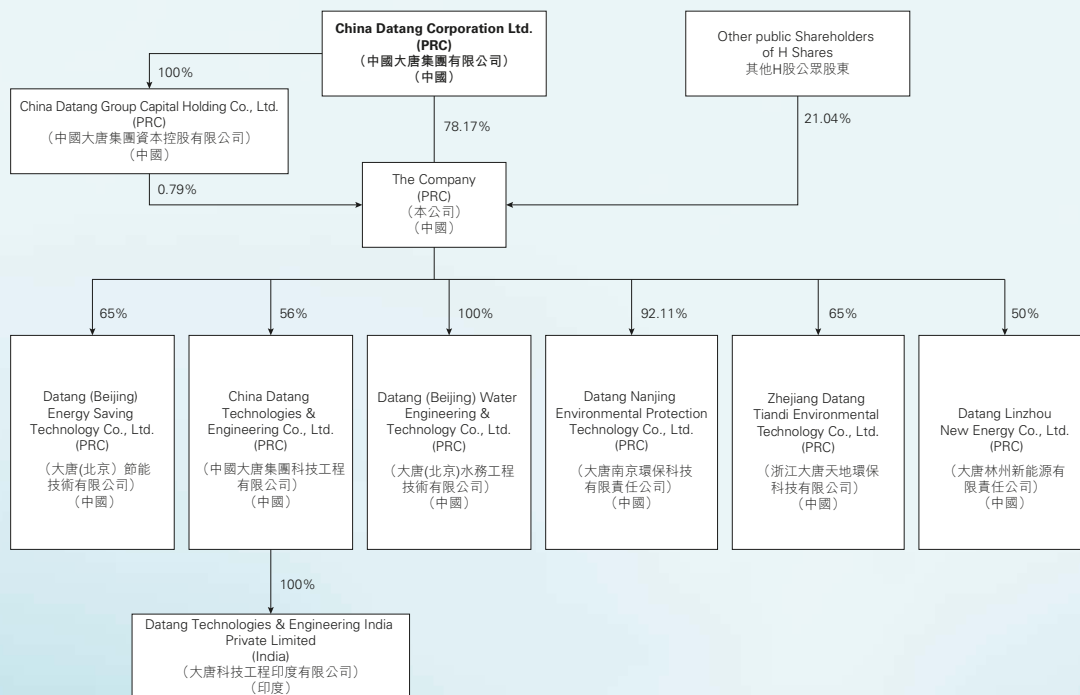 China Datang Corporation Ltd.
(PRC)
（中國大唐集團有限公司）
（中國）
Other public Shareholders
of H Shares
其他H股公眾股東
100%
China Datang Group Capital Holding Co., Ltd.
(PRC)
（中國大唐集團資本控股有限公司）
（中國）
78.17%
21.04%
0.79%
The Company
(PRC)
（本公司）
（中國）
65%
56%
100%
92.11%
65%
50%
Datang (Beijing)
Energy Saving
Technology Co., Ltd.
(PRC)
（大唐(北京）節能
技術有限公司）
（中國）
China Datang
Technologies &
Engineering Co., Ltd.
(PRC)
（中國大唐集團科技工程
有限公司）
（中國）
Datang (Beijing) Water
Engineering &
Technology Co., Ltd.
(PRC)
（大唐(北京)水務工程
技術有限公司）
（中國）
Datang Nanjing
Environmental Protection
Technology Co., Ltd.
(PRC)
（大唐南京環保科技
有限責任公司）
（中國）
Zhejiang Datang
Tiandi Environmental
Technology Co., Ltd.
(PRC)
（浙江大唐天地環保
科技有限公司）
（中國）
Datang Linzhou
New Energy Co., Ltd.
(PRC)
（大唐林州新能源有
限責任公司）
（中國）
100%
Datang Technologies & Engineering India
Private Limited
(India)
（大唐科技工程印度有限公司）
（印度）